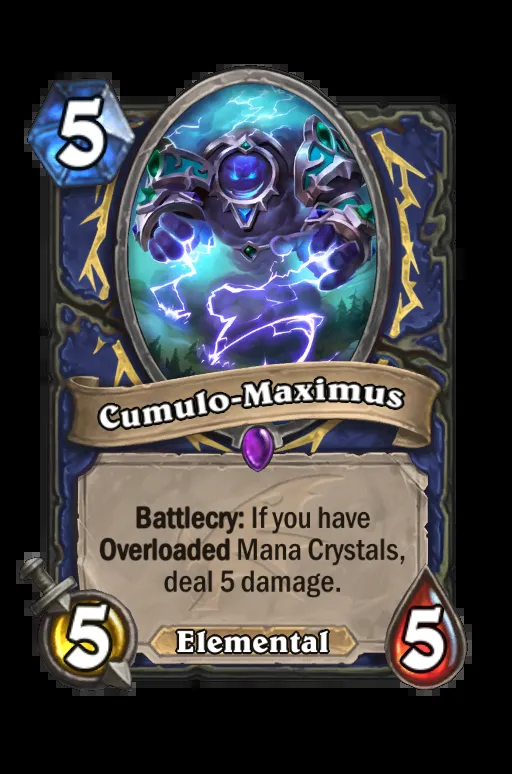 5
Cumulo-Maximus
Battlecry: If you have
Overloaded Mana Crystals,
deal 5 damage.
5
Elemental
5